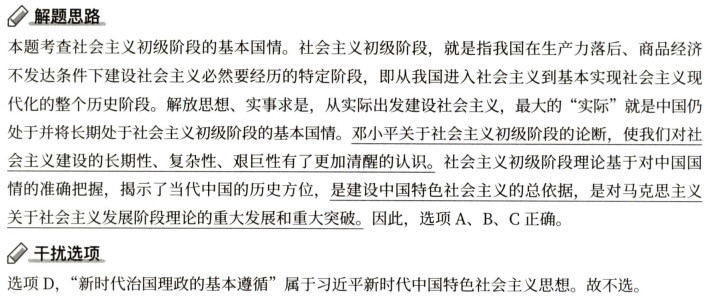 解题思路
本题考查社会主义初级阶段的基本国情。社会主义初级阶段，就是指我国在生产力落后、商品经济
不发达条件下建设社会主义必然要经历的特定阶段，即从我国进入社会主义到基本实现社会主义现
代化的整个历史阶段。解放思想、实事求是，从实际出发建设社会主义，最大的“实际”就是中国仍
处于并将长期处于社会主义初级阶段的基本国情。邓小平关于社会主义初级阶段的论断，使我们对社
会主义建设的长期性、复杂性、艰巨性有了更加清醒的认识。社会主义初级阶段理论基于对中国国
情的准确把握，揭示了当代中国的历史方位，是建设中国特色社会主义的总依据，是对马克思主义
关于社会主义发展阶段理论的重大发展和重大突破。因此，选项 A、B、C 正确。
干扰选项
选项 D，“新时代治国理政的基本遵循”属于习近平新时代中国特色社会主义思想。故不选。